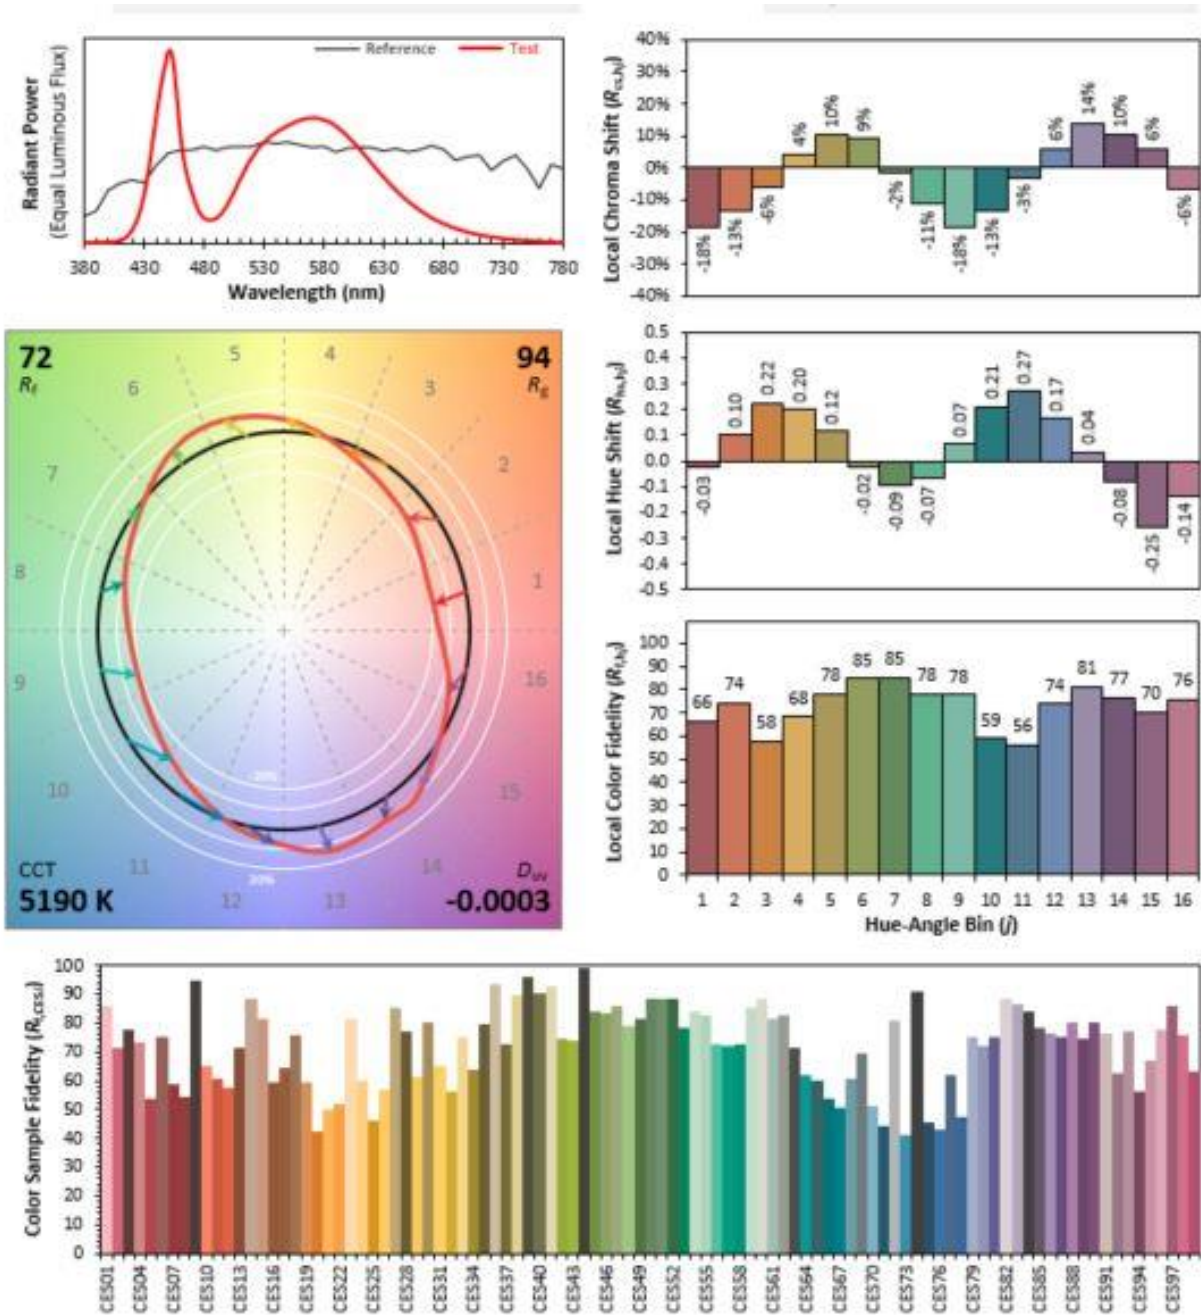 Radiant Power
(Equal Luminous Flux)
Reference
Test
380 430 480 530 580 630 680 730 780
Wavelength (nm)
Local Chroma Shift (Rcs,hj)
40%
30%
20%
10%
0%
-10%
-20%
-30%
-40%
-18% -13% -6% 4% 10% 9% -2% -11% -18% -13% -3% 6% 14% 10% 6% -6%
72
Rf
94
Rg
5 4
6 3
7 2
8 1
9 16
10 15
11 14
12 13
-20%
20%
CCT
5190 K
Duv
-0.0003
Local Hue Shift (Rhs,hj)
0.5
0.4
0.3
0.2
0.1
0.0
-0.1
-0.2
-0.3
-0.4
-0.5
-0.03 0.10 0.22 0.20 0.12 -0.02 -0.09 -0.07 0.07 0.21 0.27 0.17 0.04 -0.08 -0.25 -0.14
Local Color Fidelity (Rf,hj)
100
90
80
70
60
50
40
30
20
10
0
66 74 58 68 78 85 85 78 78 59 56 74 81 77 70 76
1 2 3 4 5 6 7 8 9 10 11 12 13 14 15 16
Hue-Angle Bin (j)
Color Sample Fidelity (Rf,CESi)
100
90
80
70
60
50
40
30
20
10
0
CES01 CES04 CES07 CES10 CES13 CES16 CES19 CES22 CES25 CES28 CES31 CES34 CES37 CES40 CES43 CES46 CES49 CES52 CES55 CES58 CES61 CES64 CES67 CES70 CES73 CES76 CES79 CES82 CES85 CES88 CES91 CES94 CES97